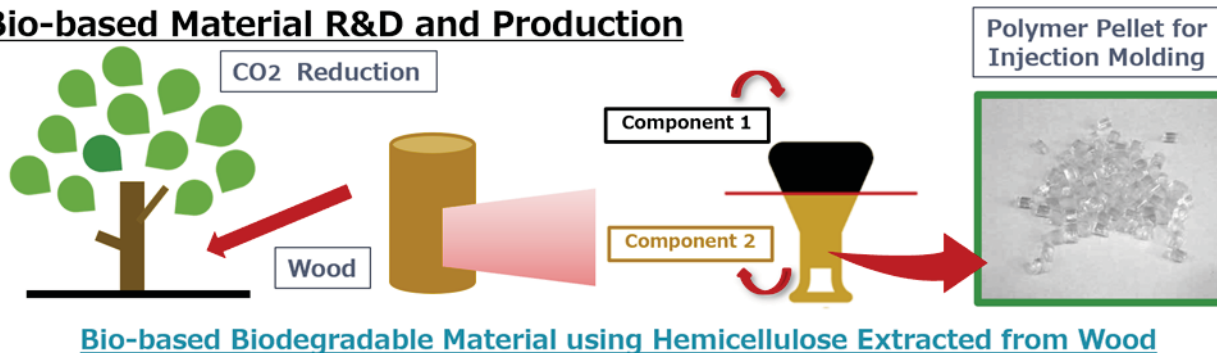 Bio-based Material R&D and Production
CO2 Reduction
Wood
Component 1
Component 2
Polymer Pellet for
Injection Molding
Bio-based Biodegradable Material using Hemicellulose Extracted from Wood